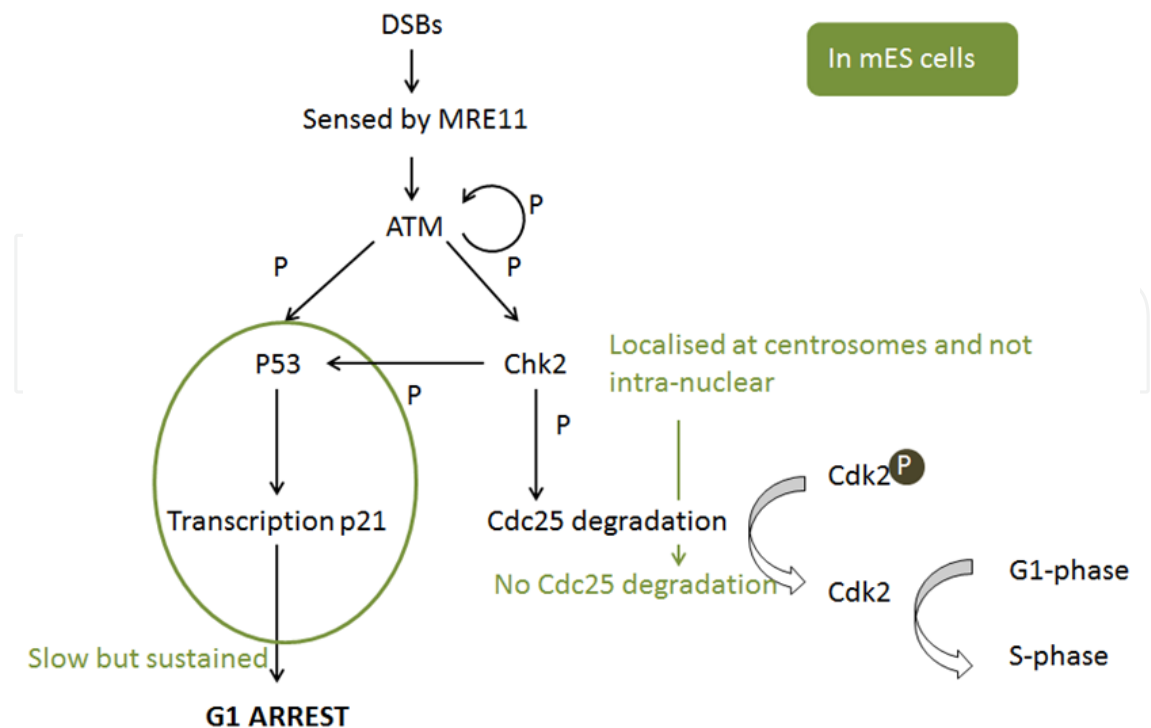 DSBs
In mES cells
Sensed by MRE11
P
ATM
P
P
Localised at centrosomes and not
intra-nuclear
P53
Chk2
P
P
Cdk2 P
Transcription p21
Cdc25 degradation
No Cdc25 degradation
Cdk2
G1-phase
S-phase
Slow but sustained
G1 ARREST